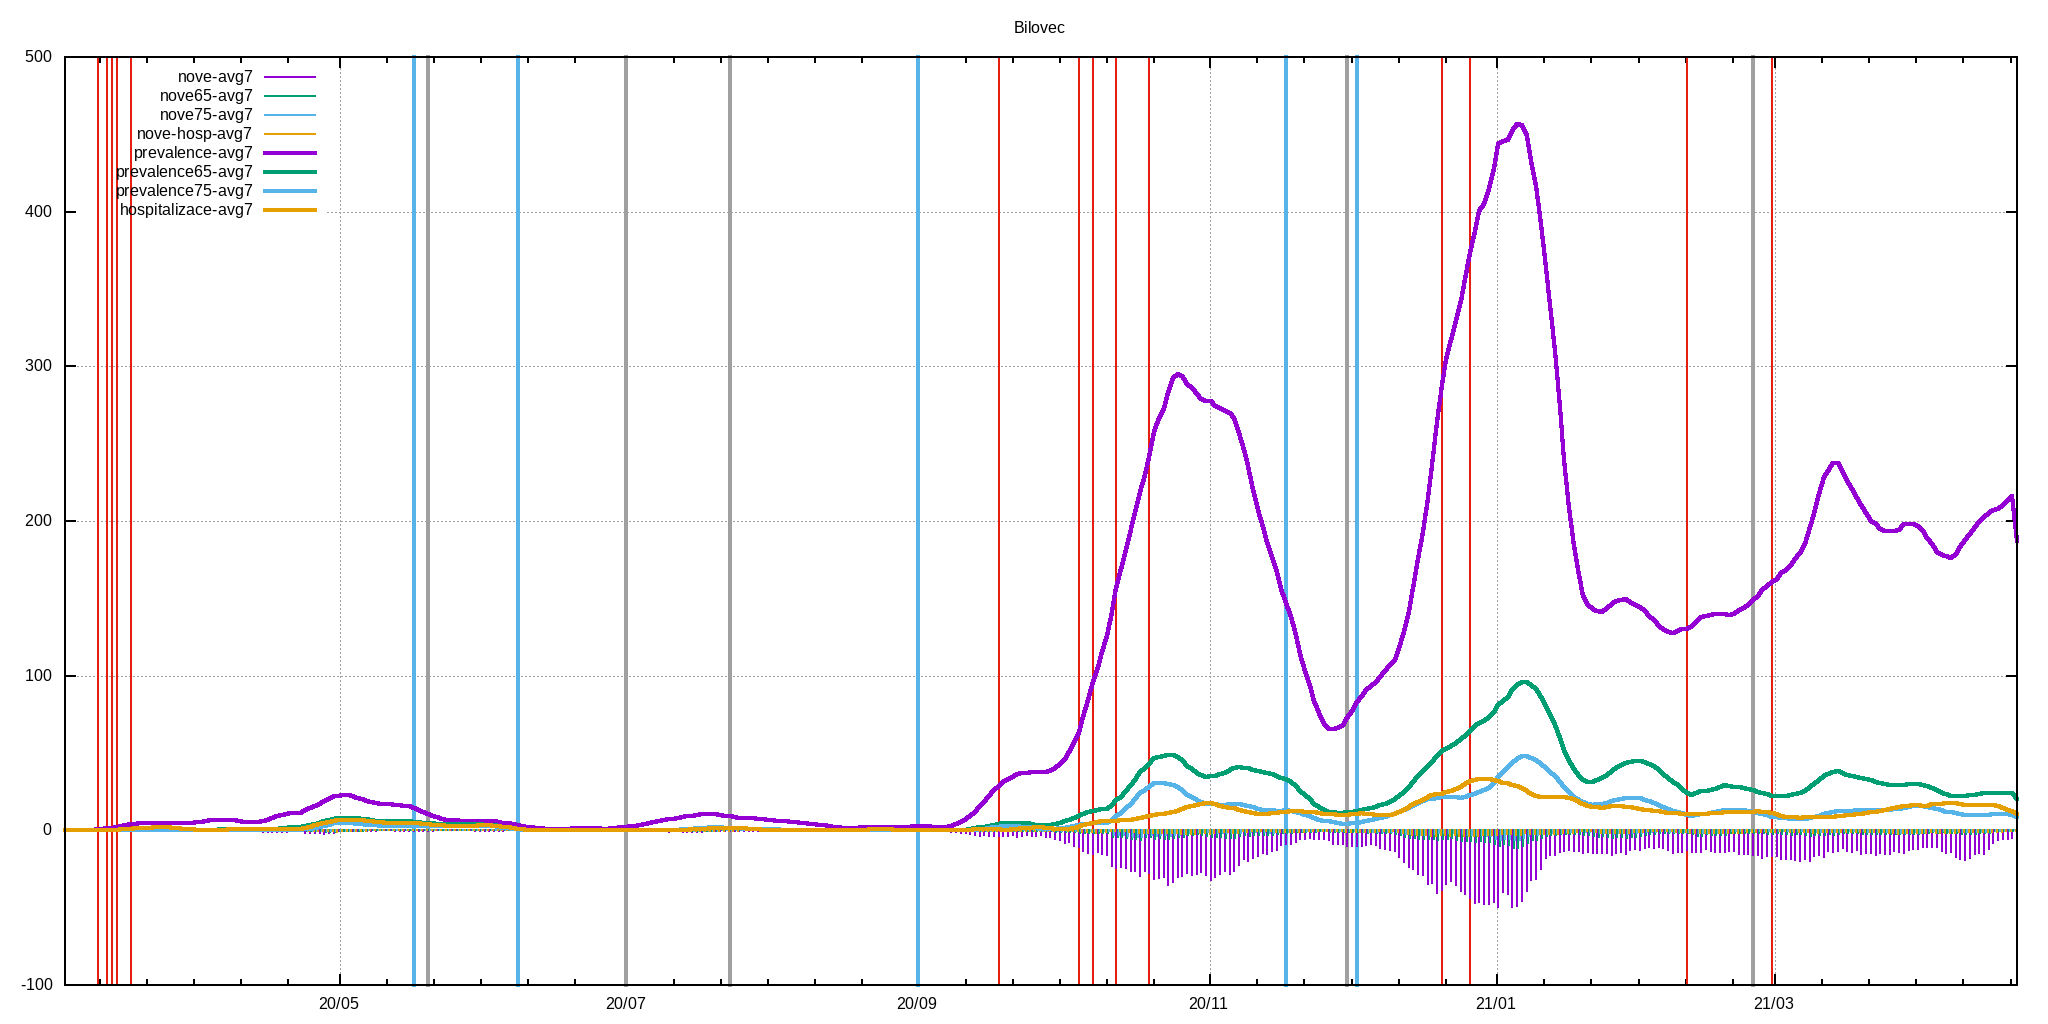 Bilovec
500
nove-avg7
nove65-avg7
nove75-avg7
nove-hosp-avg7
prevalence-avg7
prevalence65-avg7
prevalence75-avg7
hospitalizace-avg7
400
300
200
100
0
-100
20/05 20/07 20/09 20/11 21/01 21/03